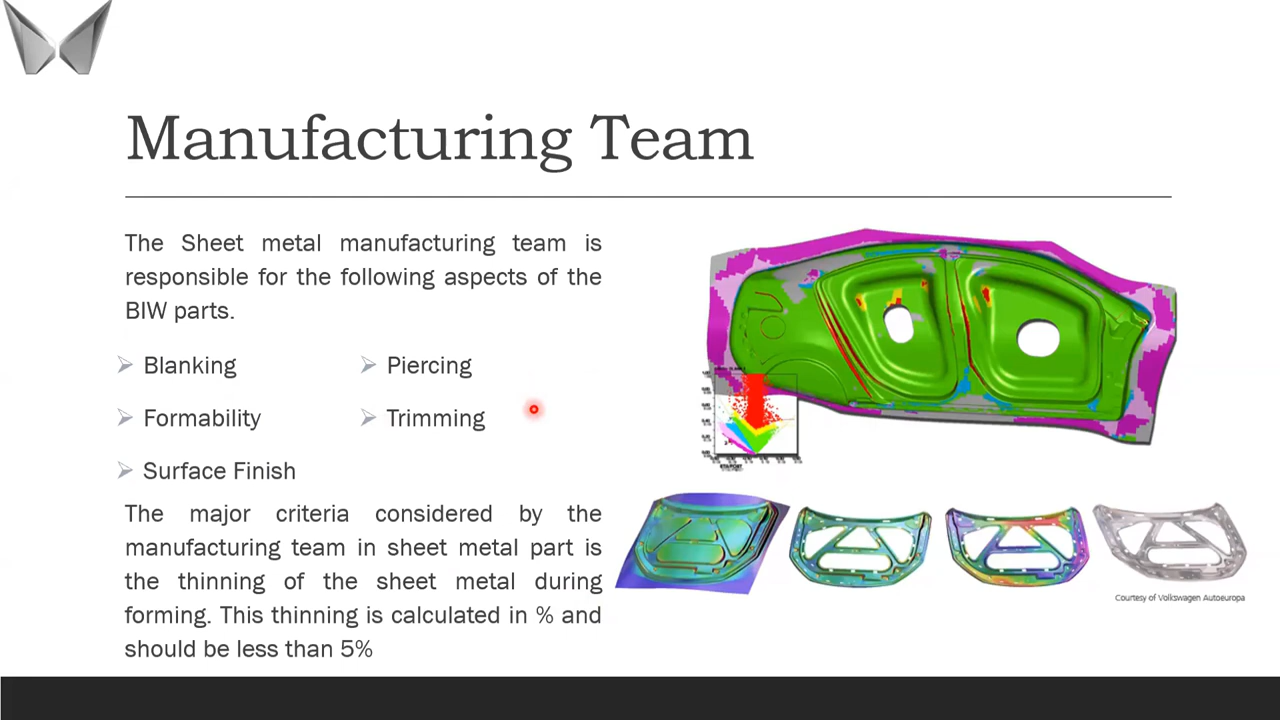 Manufacturing Team
The Sheet metal manufacturing team is
responsible for the following aspects of the
BIW parts.
Blanking
Piercing
Formability
Trimming
Surface Finish
The major criteria considered by the
manufacturing team in sheet metal part is
the thinning of the sheet metal during
forming. This thinning is calculated in % and
should be less than 5%
Courtesy of Volkswagen Autoeuropa